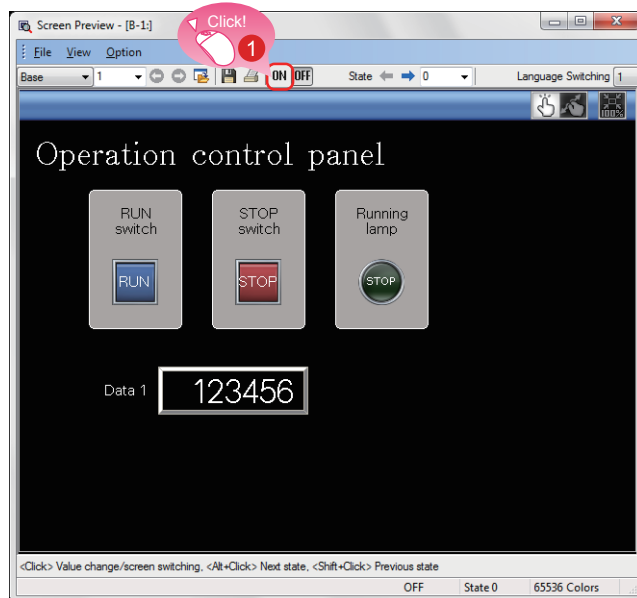 Screen Preview - [B-1:]
Click!
1
File View Option
Base 1 ON OFF State 0 Language Switching 1
100%
Operation control panel
RUN switch
STOP switch
Running lamp
RUN
STOP
STOP
Data 1 123456
<Click> Value change/screen switching, <Alt+Click> Next state, <Shift+Click> Previous state
OFF State 0 65536 Colors